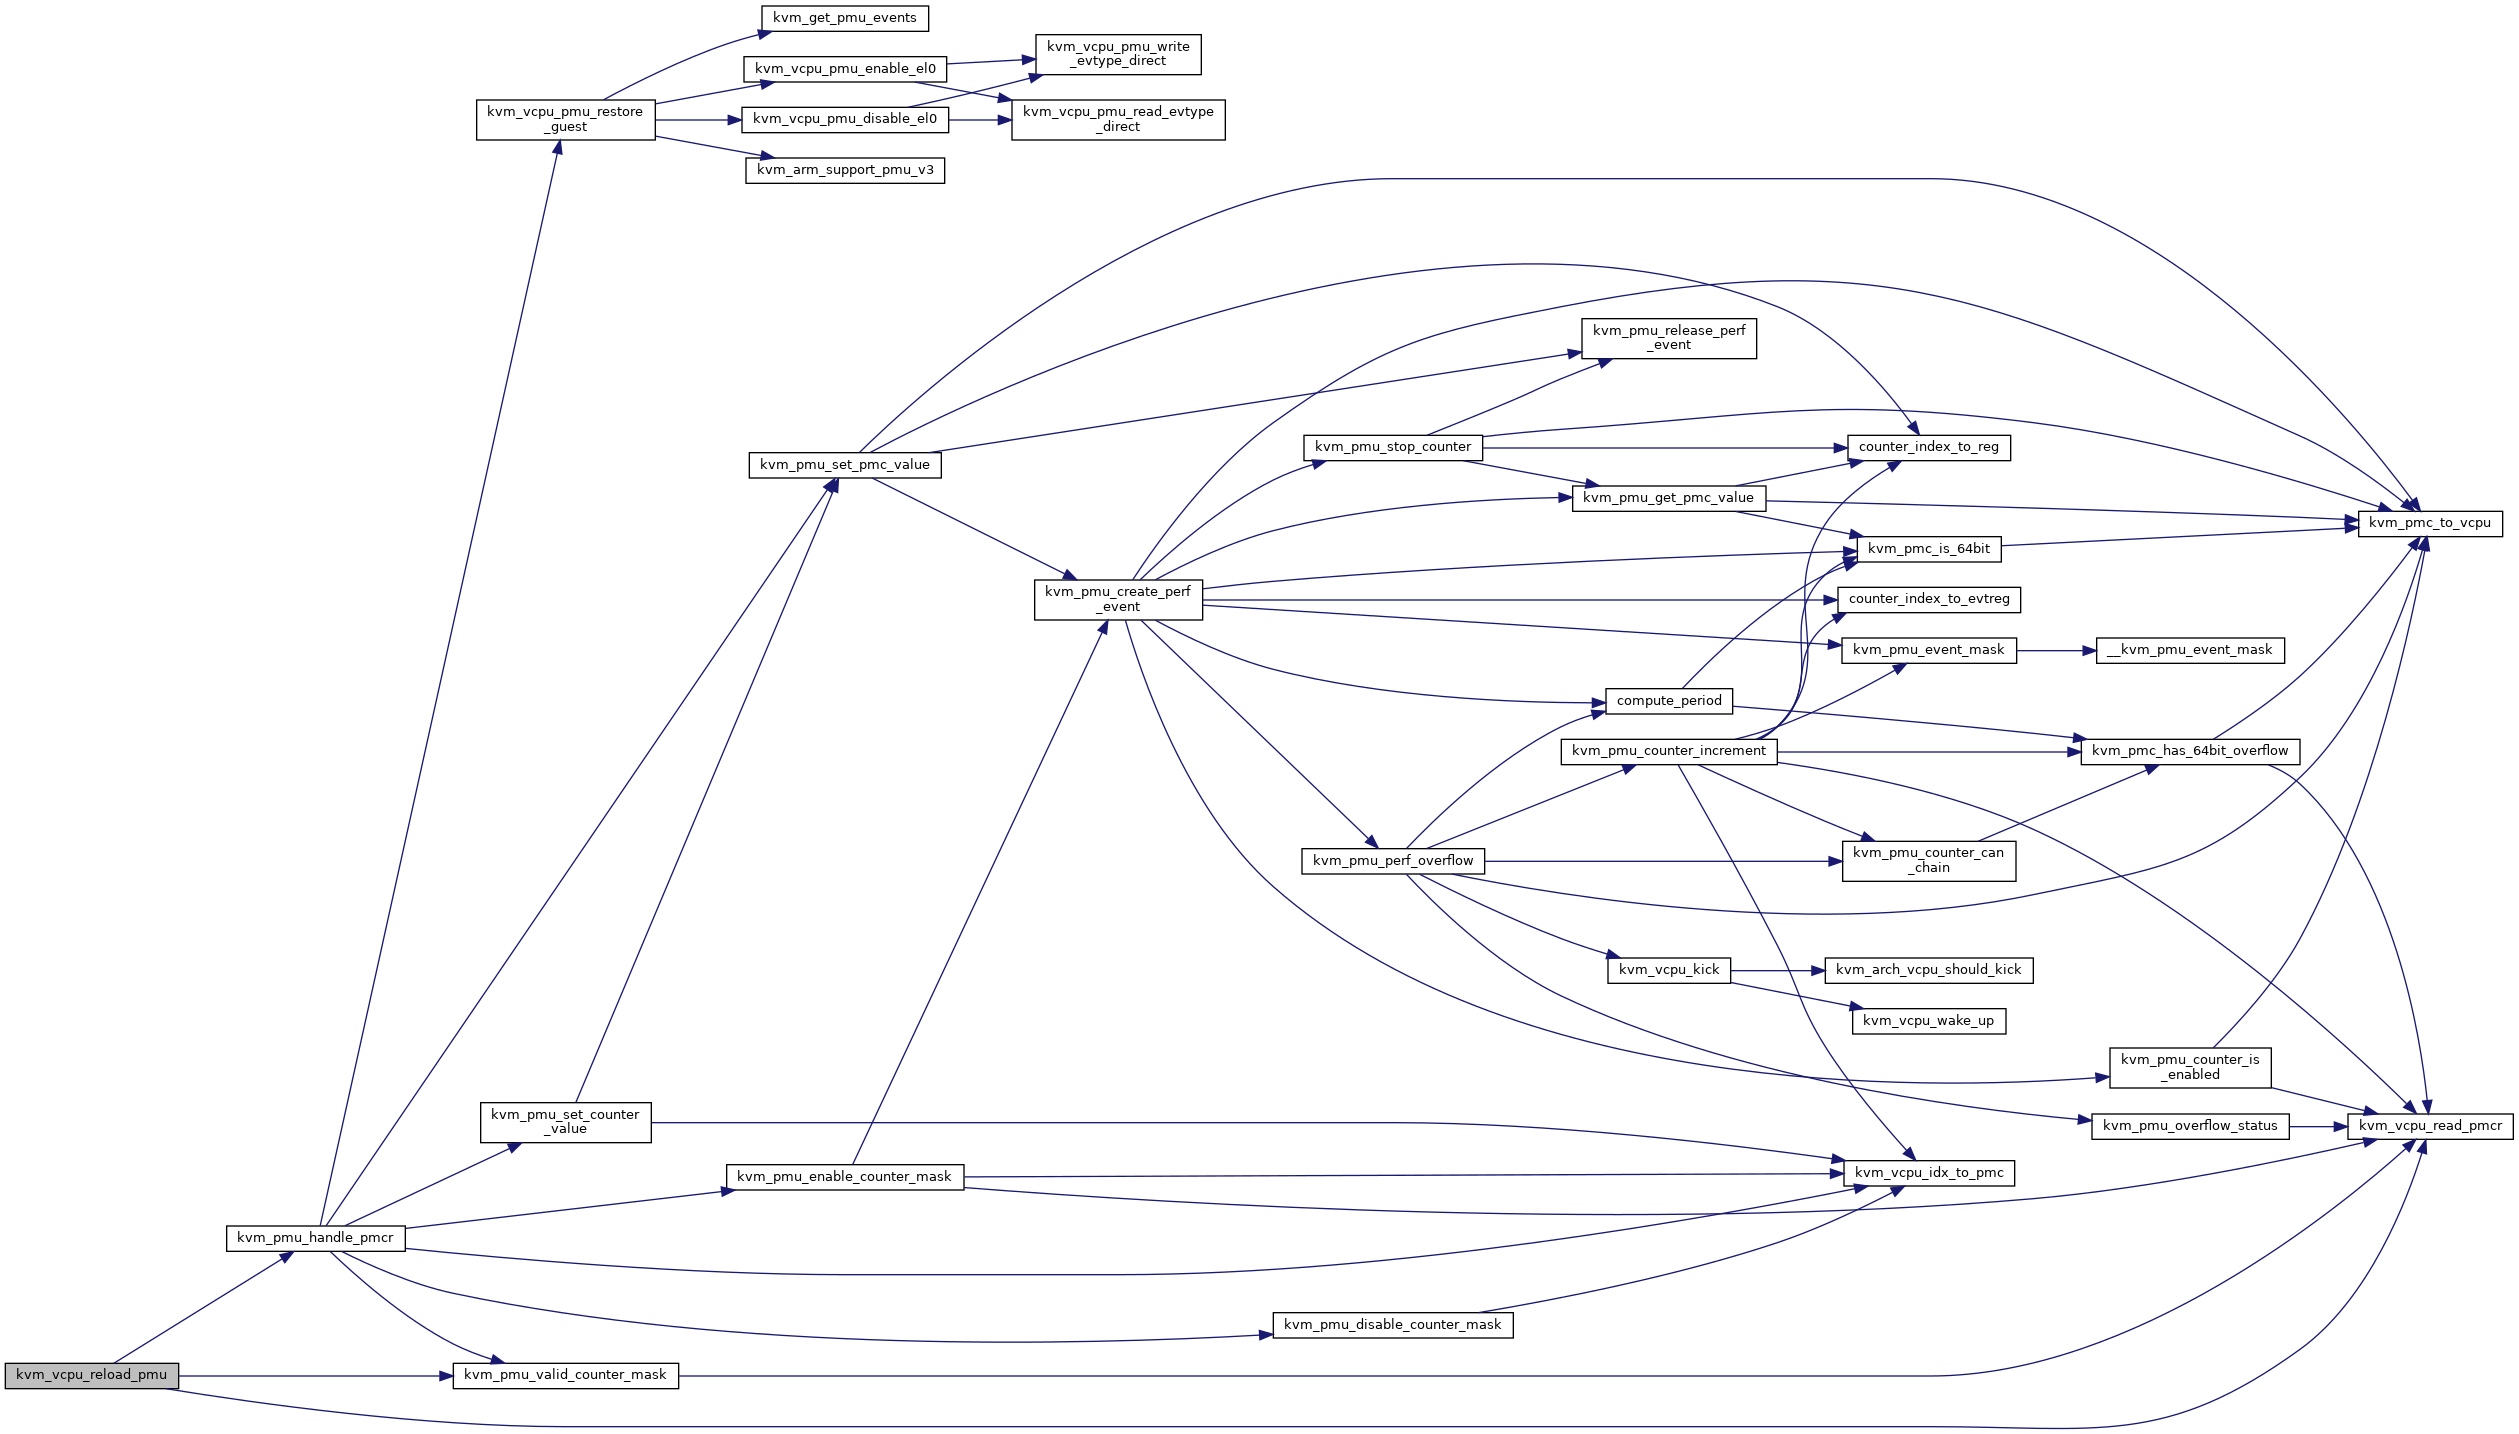 kvm_get_pmu_events
kvm_vcpu_pmu_write
_evtype_direct
kvm_vcpu_pmu_enable_el0
kvm_vcpu_pmu_restore
_guest
kvm_vcpu_pmu_disable_el0
kvm_vcpu_pmu_read_evtype
_direct
kvm_arm_support_pmu_v3
kvm_pmu_release_perf
_event
kvm_pmu_stop_counter
counter_index_to_reg
kvm_pmu_set_pmc_value
kvm_pmu_get_pmc_value
kvm_pmc_to_vcpu
kvm_pmc_is_64bit
kvm_pmu_create_perf
_event
counter_index_to_evtreg
kvm_pmu_event_mask
__kvm_pmu_event_mask
compute_period
kvm_pmu_counter_increment
kvm_pmc_has_64bit_overflow
kvm_pmu_perf_overflow
kvm_pmu_counter_can
_chain
kvm_vcpu_kick
kvm_arch_vcpu_should_kick
kvm_vcpu_wake_up
kvm_pmu_counter_is
_enabled
kvm_pmu_set_counter
_value
kvm_pmu_overflow_status
kvm_vcpu_read_pmcr
kvm_pmu_enable_counter_mask
kvm_vcpu_idx_to_pmc
kvm_pmu_handle_pmcr
kvm_pmu_disable_counter_mask
kvm_vcpu_reload_pmu
kvm_pmu_valid_counter_mask